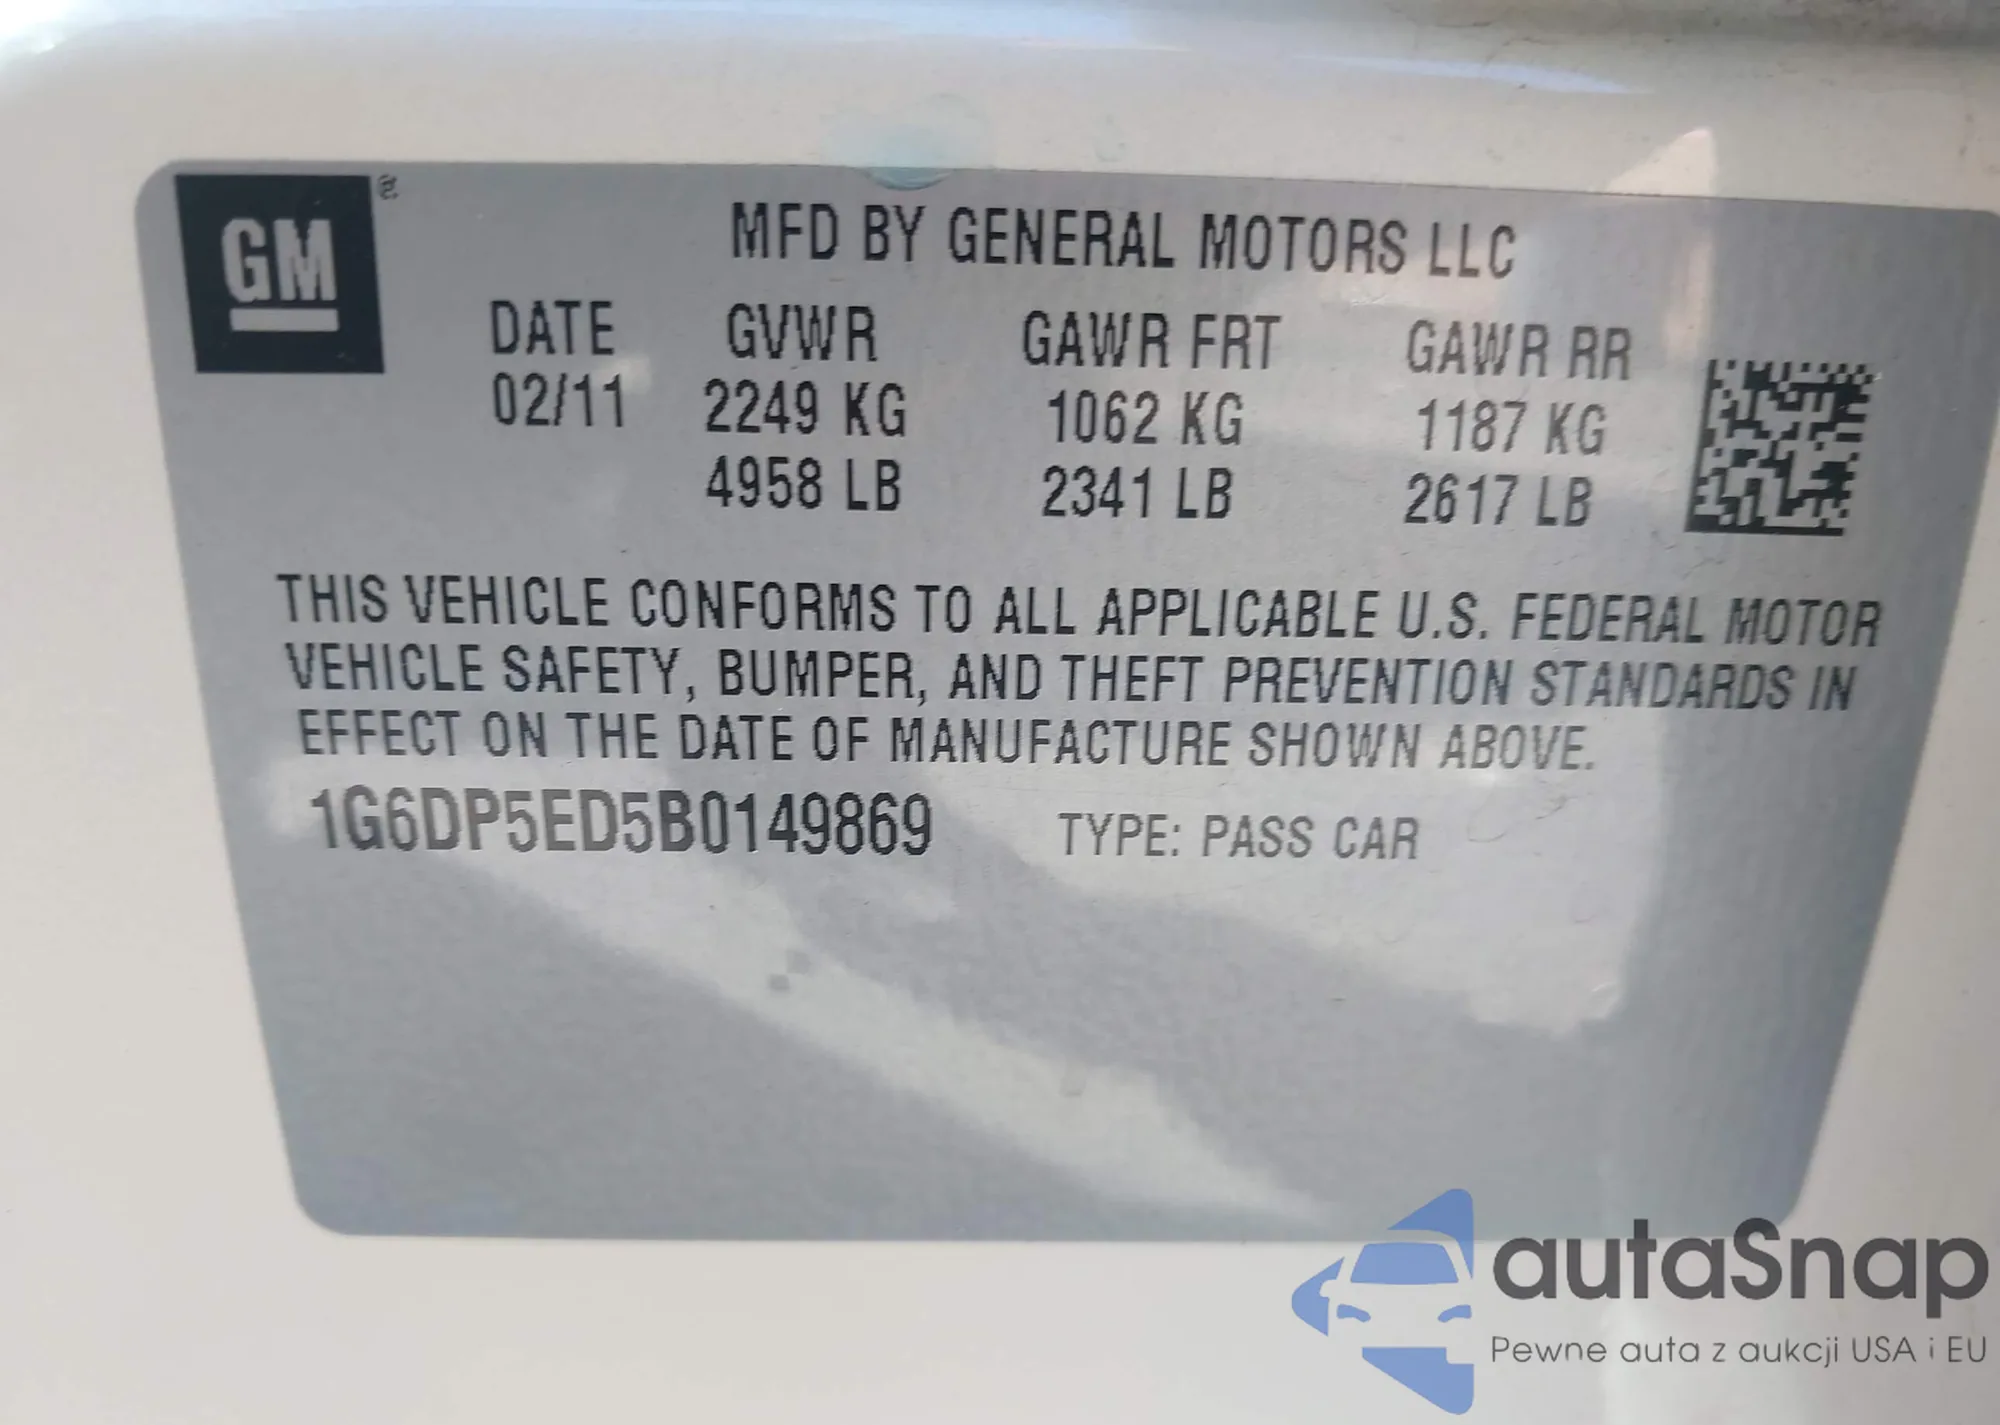 GM
MFD BY GENERAL MOTORS LLC
DATE GVWR GAWR FRT GAWR RR
02/11 2249 KG 1062 KG 1187 KG
4958 LB 2341 LB 2617 LB
THIS VEHICLE CONFORMS TO ALL APPLICABLE U.S. FEDERAL MOTOR
VEHICLE SAFETY, BUMPER, AND THEFT PREVENTION STANDARDS IN
EFFECT ON THE DATE OF MANUFACTURE SHOWN ABOVE.
1G6DP5ED5B0149869 TYPE: PASS CAR
autaSnap
Pewne auta z aukcji USA i EU